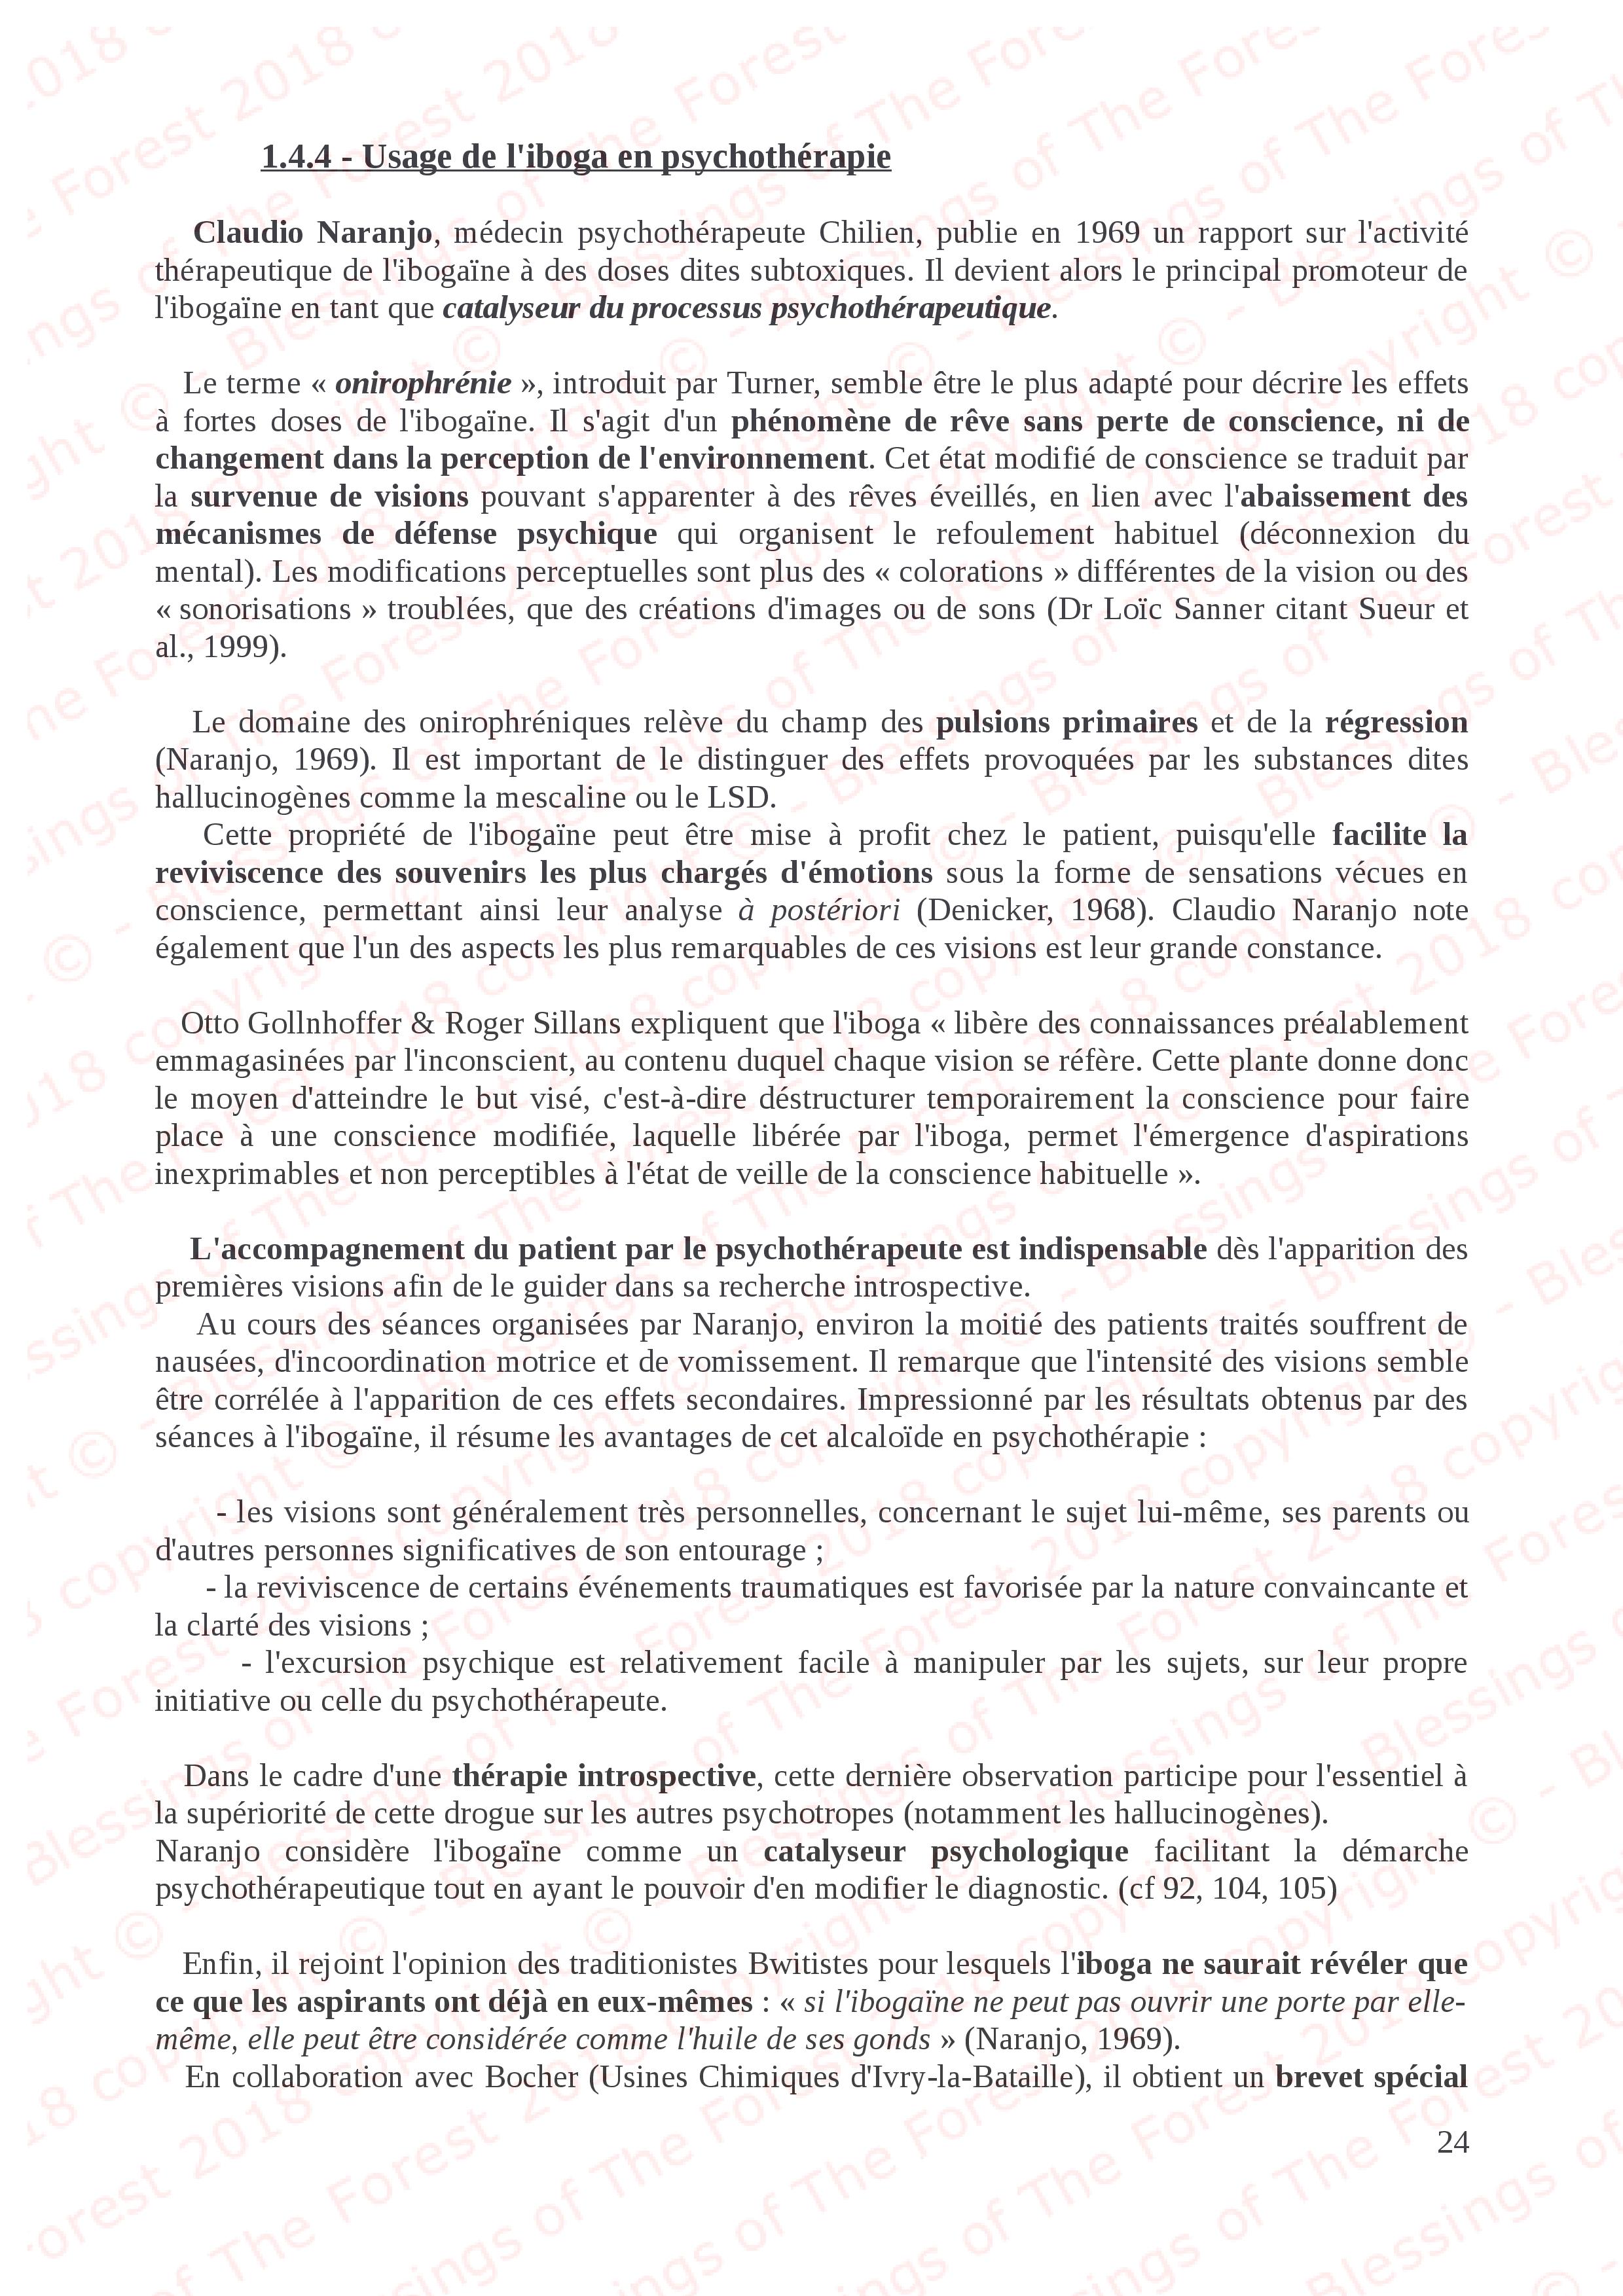 1.4.4 - Usage de l'iboga en psychothérapie
Claudio Naranjo, médecin psychothérapeute Chilien, publie en 1969 un rapport sur l'activité
thérapeutique de l'ibogaïne à des doses dites subtoxiques. Il devient alors le principal promoteur de
l'ibogaïne en tant que catalyseur du processus psychothérapeutique.
Le terme « onirophrénie », introduit par Turner, semble être le plus adapté pour décrire les effets
à fortes doses de l'ibogaïne. Il s'agit d'un phénomène de rêve sans perte de conscience, ni de
changement dans la perception de l'environnement. Cet état modifié de conscience se traduit par
la survenue de visions pouvant s'apparenter à des rêves éveillés, en lien avec l'abaissement des
mécanismes de défense psychique qui organisent le refoulement habituel (déconnexion du
mental). Les modifications perceptuelles sont plus des « colorations » différentes de la vision ou des
« sonorisations » troublées, que des créations d'images ou de sons (Dr Loïc Sanner citant Sueur et
al., 1999).
Le domaine des onirophréniques relève du champ des pulsions primaires et de la régression
(Naranjo, 1969). Il est important de le distinguer des effets provoquées par les substances dites
hallucinogènes comme la mescaline ou le LSD.
Cette propriété de l'ibogaïne peut être mise à profit chez le patient, puisqu'elle facilite la
reviviscence des souvenirs les plus chargés d'émotions sous la forme de sensations vécues en
conscience, permettant ainsi leur analyse à postériori (Denicker, 1968). Claudio Naranjo note
également que l'un des aspects les plus remarquables de ces visions est leur grande constance.
Otto Gollnhoffer & Roger Sillans expliquent que l'iboga « libère des connaissances préalablement
emmagasinées par l'inconscient, au contenu duquel chaque vision se réfère. Cette plante donne donc
le moyen d'atteindre le but visé, c'est-à-dire déstructurer temporairement la conscience pour faire
place à une conscience modifiée, laquelle libérée par l'iboga, permet l'émergence d'aspirations
inexprimables et non perceptibles à l'état de veille de la conscience habituelle ».
L'accompagnement du patient par le psychothérapeute est indispensable dès l'apparition des
premières visions afin de le guider dans sa recherche introspective.
Au cours des séances organisées par Naranjo, environ la moitié des patients traités souffrent de
nausées, d'incoordination motrice et de vomissement. Il remarque que l'intensité des visions semble
être corrélée à l'apparition de ces effets secondaires. Impressionné par les résultats obtenus par des
séances à l'ibogaïne, il résume les avantages de cet alcaloïde en psychothérapie :
- les visions sont généralement très personnelles, concernant le sujet lui-même, ses parents ou
d'autres personnes significatives de son entourage ;
- la reviviscence de certains événements traumatiques est favorisée par la nature convaincante et
la clarté des visions ;
- l'excursion psychique est relativement facile à manipuler par les sujets, sur leur propre
initiative ou celle du psychothérapeute.
Dans le cadre d'une thérapie introspective, cette dernière observation participe pour l'essentiel à
la supériorité de cette drogue sur les autres psychotropes (notamment les hallucinogènes).
Naranjo considère l'ibogaïne comme un catalyseur psychologique facilitant la démarche
psychothérapeutique tout en ayant le pouvoir d'en modifier le diagnostic. (cf 92, 104, 105)
Enfin, il rejoint l'opinion des traditionistes Bwitistes pour lesquels l'iboga ne saurait révéler que
ce que les aspirants ont déjà en eux-mêmes : « si l'ibogaïne ne peut pas ouvrir une porte par elle-
même, elle peut être considérée comme l'huile de ses gonds » (Naranjo, 1969).
En collaboration avec Bocher (Usines Chimiques d'Ivry-la-Bataille), il obtient un brevet spécial
24